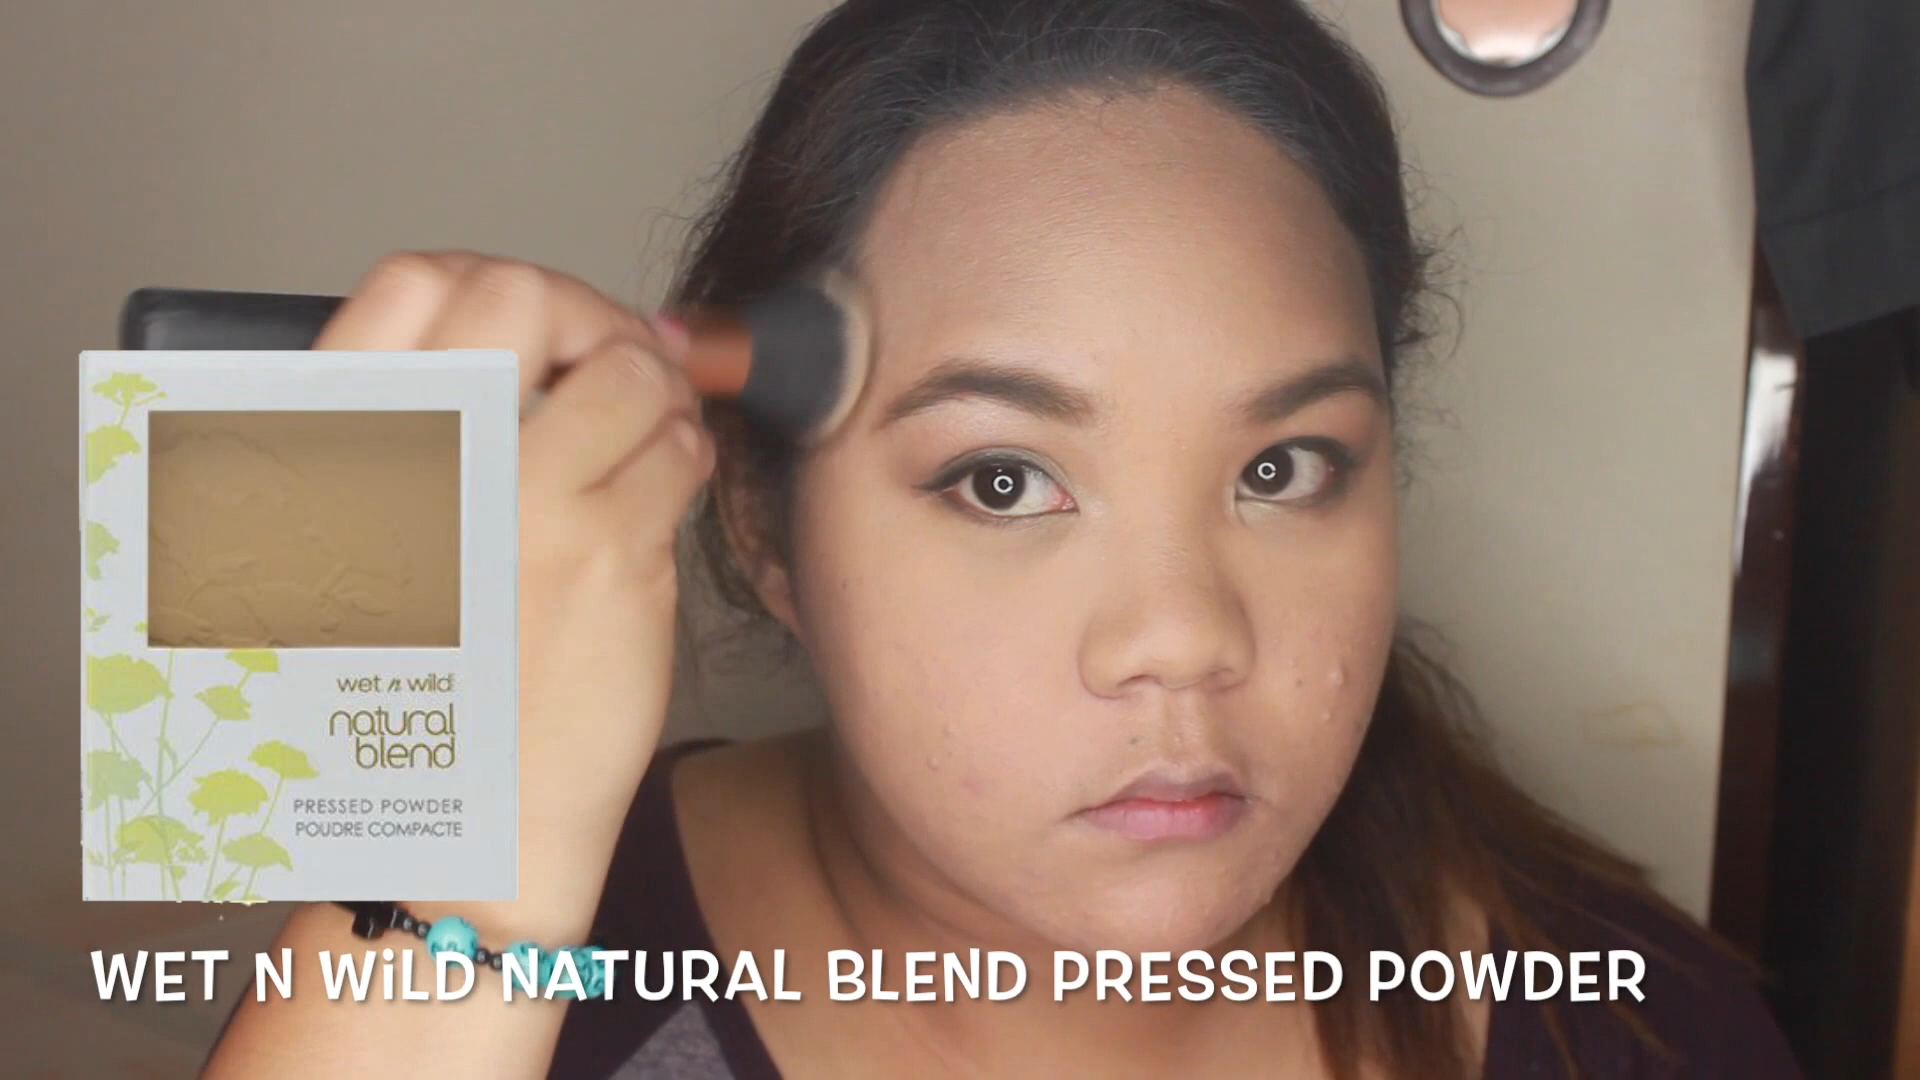 wet n wild
natural
blend
PRESSED POWDER
POUDRE COMPACTE
WET N WiLD NATURAL BLEND PRESSED POWDER